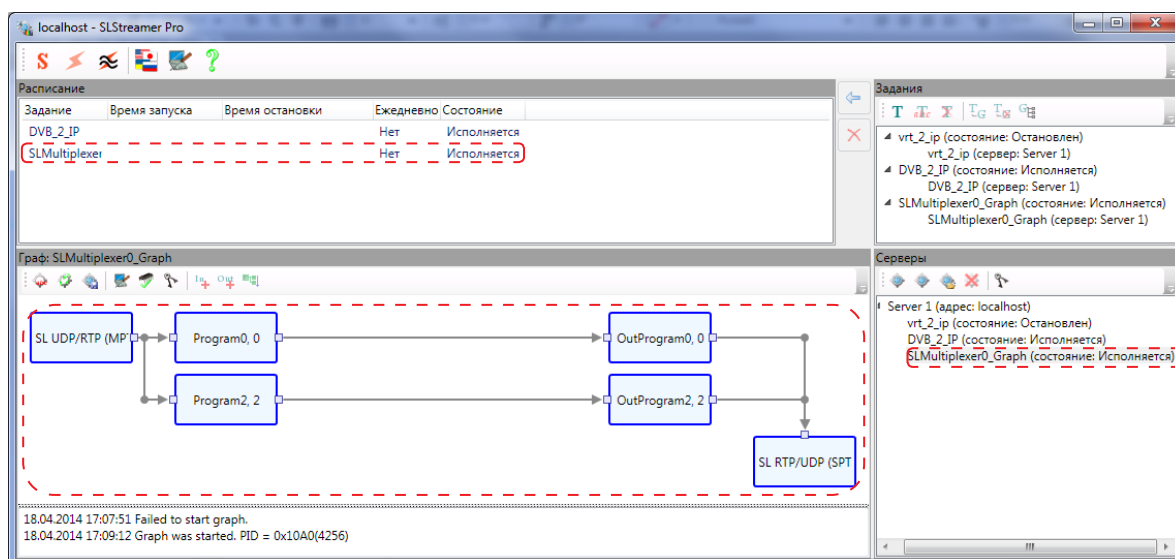 localhost - SLStreamer Pro
Расписание
Задание Время запуска Время остановки Ежедневно Состояние
DVB_2_IP Нет Исполняется
SLMultiplexer Нет Исполняется
Задания
vrt_2_ip (состояние: Остановлен)
vrt_2_ip (сервер: Server 1)
DVB_2_IP (состояние: Исполняется)
DVB_2_IP (сервер: Server 1)
SLMultiplexer0_Graph (состояние: Исполняется)
SLMultiplexer0_Graph (сервер: Server 1)
Граф: SLMultiplexer0_Graph
In Out
SL UDP/RTP (MP
Program0, 0
OutProgram0, 0
Program2, 2
OutProgram2, 2
SL RTP/UDP (SPT
18.04.2014 17:07:51 Failed to start graph.
18.04.2014 17:09:12 Graph was started. PID = 0x10A0(4256)
Серверы
Server 1 (адрес: localhost)
vrt_2_ip (состояние: Остановлен)
DVB_2_IP (состояние: Исполняется)
SLMultiplexer0_Graph (состояние: Исполняется)